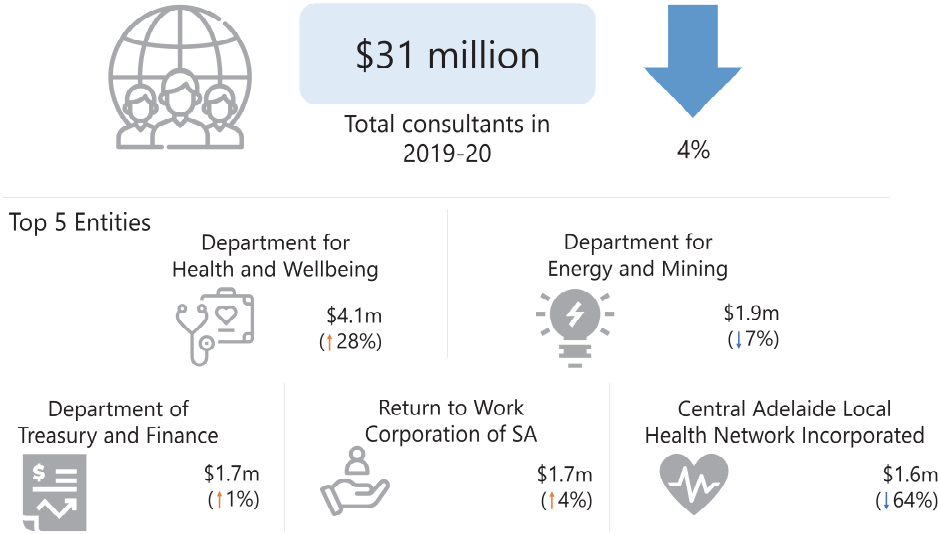 $31 million
Total consultants in
2019-20
4%
Top 5 Entities
Department for
Health and Wellbeing
$4.1m
(↑28%)
Department for
Energy and Mining
$1.9m
(↓7%)
Department of
Treasury and Finance
$
$1.7m
(↑1%)
Return to Work
Corporation of SA
$1.7m
(↑4%)
Central Adelaide Local
Health Network Incorporated
$1.6m
(↓64%)